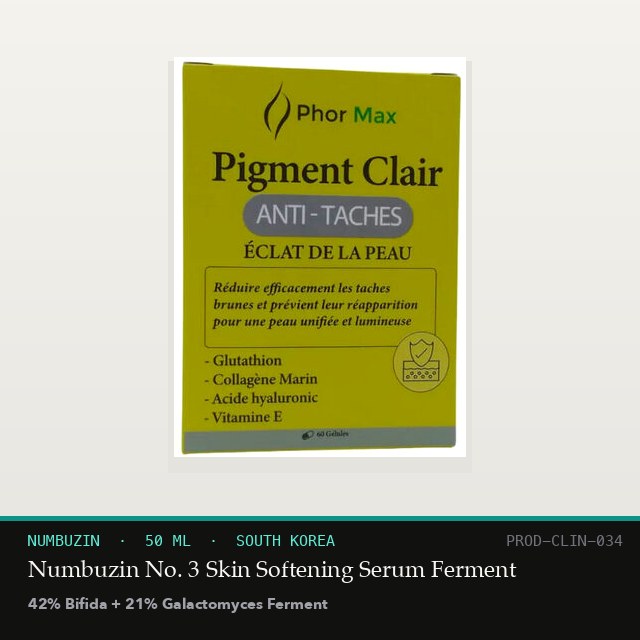 Phor Max
Pigment Clair
ANTI - TACHES
ÉCLAT DE LA PEAU
Réduire efficacement les taches
brunes et prévient leur réapparition
pour une peau unifiée et lumineuse
- Glutathion
- Collagène Marin
- Acide hyaluronic
- Vitamine E
60 Gélules
NUMBUZIN · 50 ML · SOUTH KOREA
PROD–CLIN–034
Numbuzin No. 3 Skin Softening Serum Ferment
42% Bifida + 21% Galactomyces Ferment